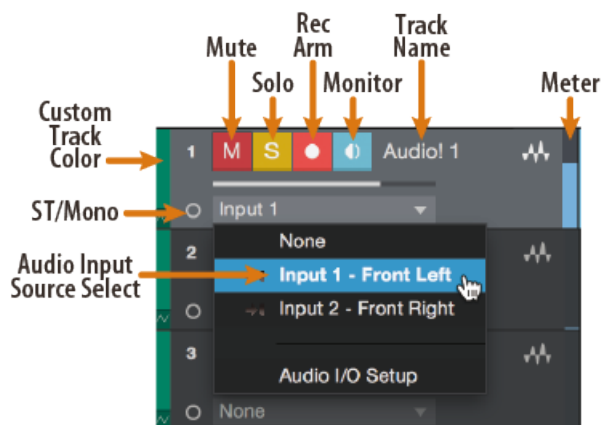 Rec
Arm
Track
Name
Mute
Solo
Monitor
Meter
Custom
Track
Color
1 M S Audio! 1
ST/Mono
Input 1
None
2
Audio Input
Source Select
Input 1 - Front Left
Input 2 - Front Right
3
Audio I/O Setup
None